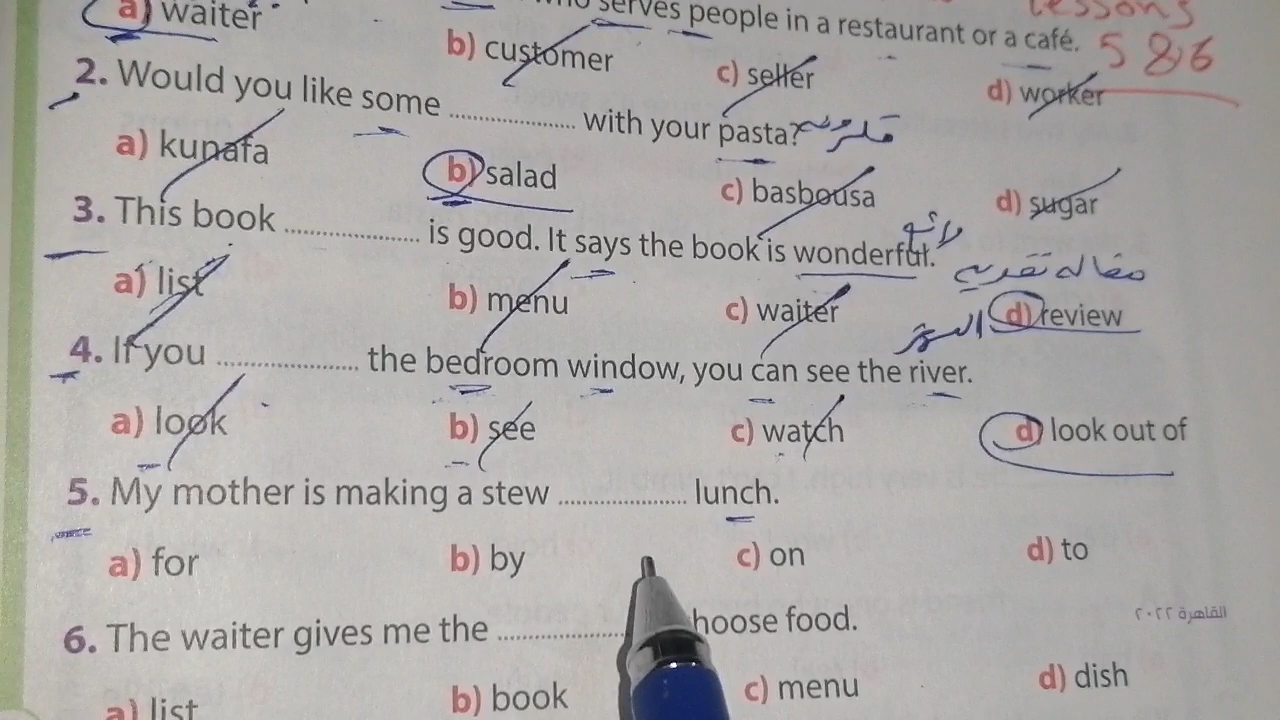 serves people in a restaurant or a café.
lessons
5 & 6
a) waiter b) customer c) seller d) worker
2. Would you like some .................... with your pasta?
a) kunafa b) salad c) basbousa d) sugar
3. This book .................... is good. It says the book is wonderful.
رائع
مقاله تقديريه
a) list b) menu c) waiter d) review
4. If you .................... the bedroom window, you can see the river.
a) look b) see c) watch d) look out of
5. My mother is making a stew .................... lunch.
a) for b) by c) on d) to
6. The waiter gives me the .................... hoose food.
القاهرة ٢٠٢٢
a) list b) book c) menu d) dish